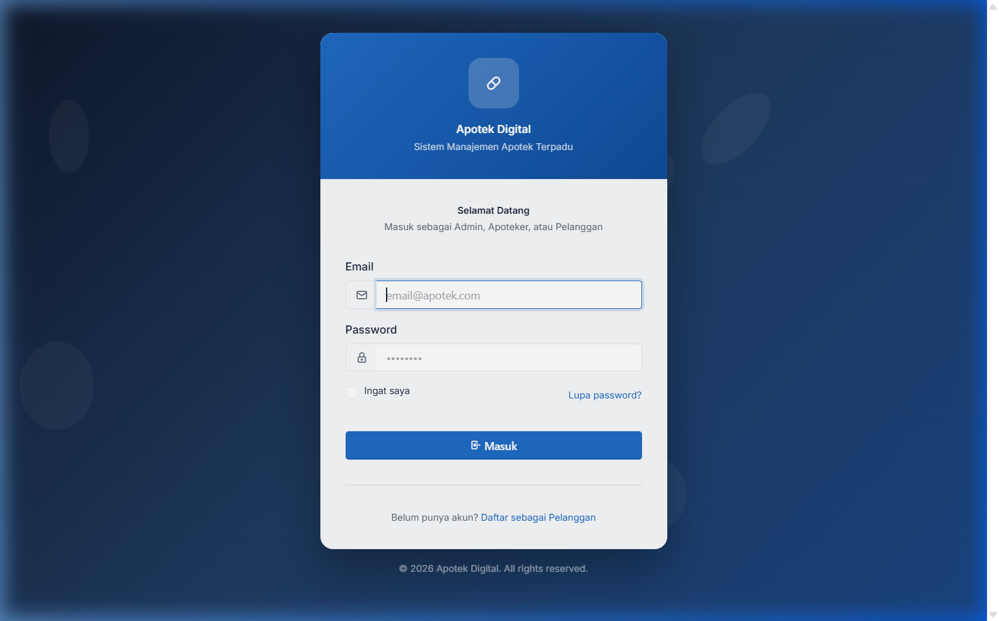 Apotek Digital
Sistem Manajemen Apotek Terpadu
Selamat Datang
Masuk sebagai Admin, Apoteker, atau Pelanggan
Email
email@apotek.com
Password
••••••••
Ingat saya
Lupa password?
Masuk
Belum punya akun? Daftar sebagai Pelanggan
© 2026 Apotek Digital. All rights reserved.